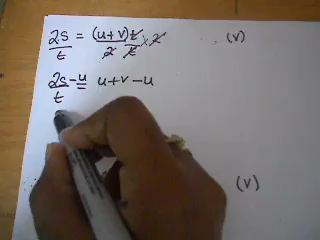 2s/t = (u+v)t/2 t × 2 (v)
2s/t - u = u+v-u
(v)